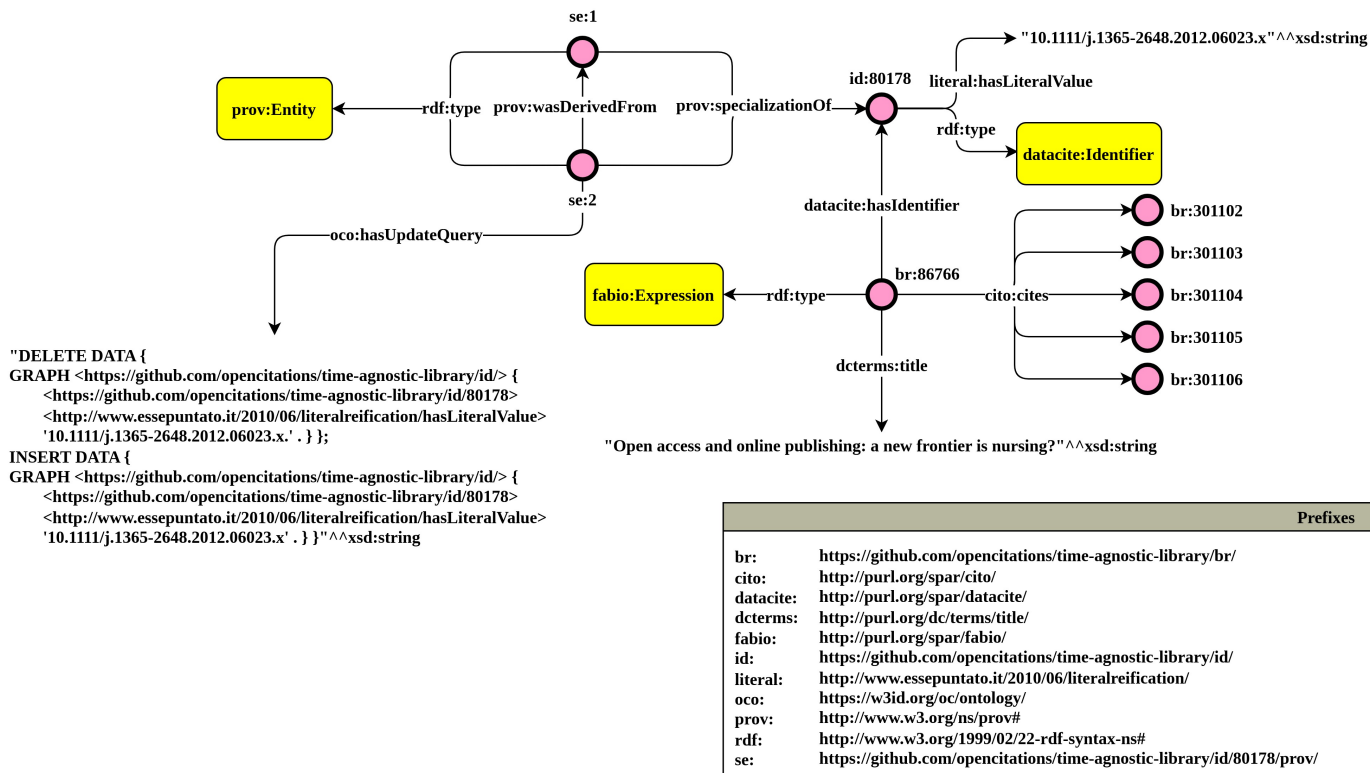 se:1
"10.1111/j.1365-2648.2012.06023.x"^^xsd:string
id:80178
literal:hasLiteralValue
prov:Entity
rdf:type
prov:wasDerivedFrom
prov:specializationOf
rdf:type
datacite:Identifier
se:2
datacite:hasIdentifier
br:301102
oco:hasUpdateQuery
br:301103
br:86766
fabio:Expression
rdf:type
cito:cites
br:301104
br:301105
dcterms:title
br:301106
"DELETE DATA {
GRAPH <https://github.com/opencitations/time-agnostic-library/id/> {
<https://github.com/opencitations/time-agnostic-library/id/80178>
<http://www.essepuntato.it/2010/06/literalreification/hasLiteralValue>
'10.1111/j.1365-2648.2012.06023.x.' . } };
INSERT DATA {
GRAPH <https://github.com/opencitations/time-agnostic-library/id/> {
<https://github.com/opencitations/time-agnostic-library/id/80178>
<http://www.essepuntato.it/2010/06/literalreification/hasLiteralValue>
'10.1111/j.1365-2648.2012.06023.x' . } }"^^xsd:string
"Open access and online publishing: a new frontier is nursing?"^^xsd:string
Prefixes
br: https://github.com/opencitations/time-agnostic-library/br/
cito: http://purl.org/spar/cito/
datacite: http://purl.org/spar/datacite/
dcterms: http://purl.org/dc/terms/title/
fabio: http://purl.org/spar/fabio/
id: https://github.com/opencitations/time-agnostic-library/id/
literal: http://www.essepuntato.it/2010/06/literalreification/
oco: https://w3id.org/oc/ontology/
prov: http://www.w3.org/ns/prov#
rdf: http://www.w3.org/1999/02/22-rdf-syntax-ns#
se: https://github.com/opencitations/time-agnostic-library/id/80178/prov/